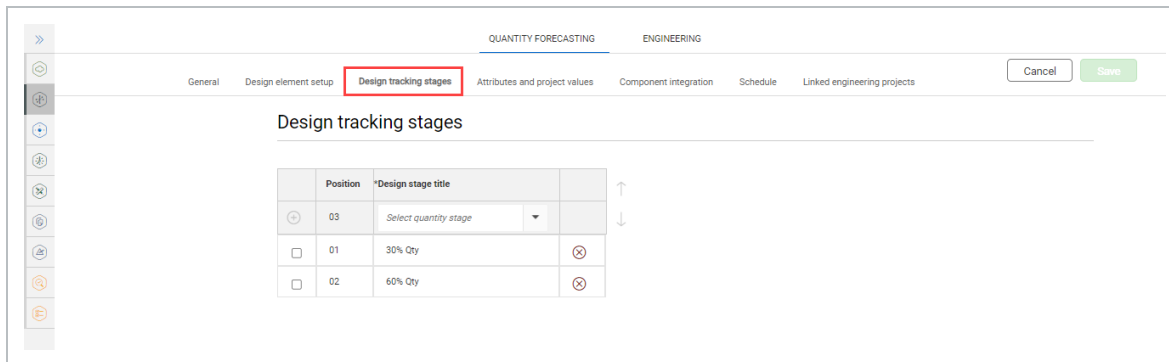 QUANTITY FORECASTING ENGINEERING
General Design element setup Design tracking stages Attributes and project values Component integration Schedule Linked engineering projects Cancel Save
Design tracking stages
Position *Design stage title
03 Select quantity stage
01 30% Qty
02 60% Qty